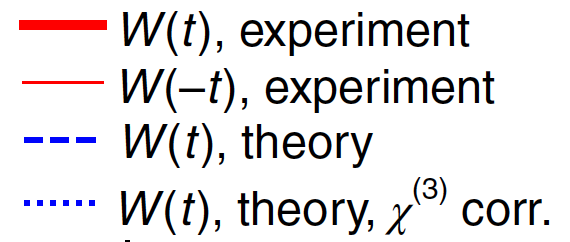 W(t), experiment
W(–t), experiment
W(t), theory
W(t), theory, χ⁽³⁾ corr.